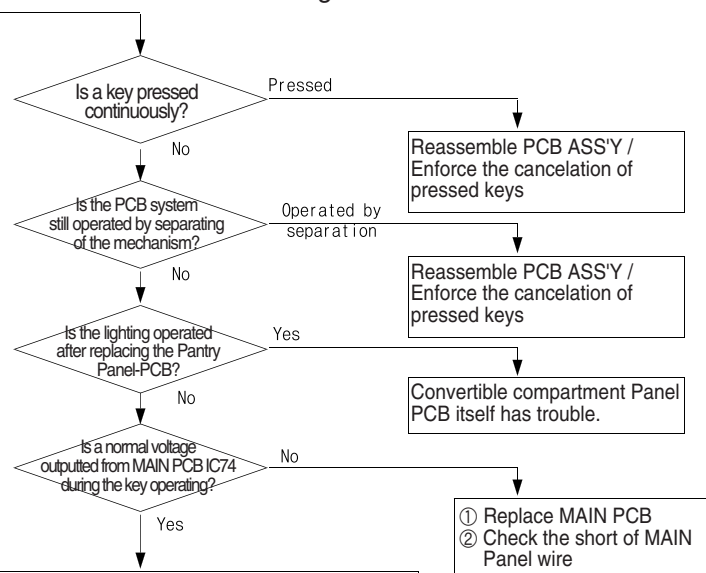 Is a key pressed
continuously?
Pressed
No
Reassemble PCB ASS'Y /
Enforce the cancelation of
pressed keys
Is the PCB system
still operated by separating
of the mechanism?
Operated by
separation
No
Reassemble PCB ASS'Y /
Enforce the cancelation of
pressed keys
Is the lighting operated
after replacing the Pantry
Panel-PCB?
Yes
No
Convertible compartment Panel
PCB itself has trouble.
Is a normal voltage
outputted from MAIN PCB IC74
during the key operating?
No
Yes
① Replace MAIN PCB
② Check the short of MAIN
Panel wire